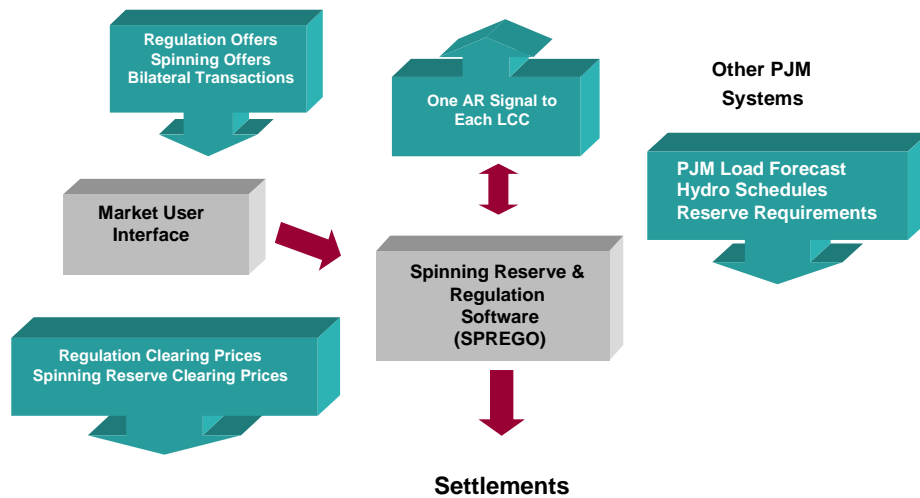 Regulation Offers
Spinning Offers
Bilateral Transactions
One AR Signal to
Each LCC
Other PJM
Systems
PJM Load Forecast
Hydro Schedules
Reserve Requirements
Market User
Interface
Spinning Reserve &
Regulation
Software
(SPREGO)
Regulation Clearing Prices
Spinning Reserve Clearing Prices
Settlements